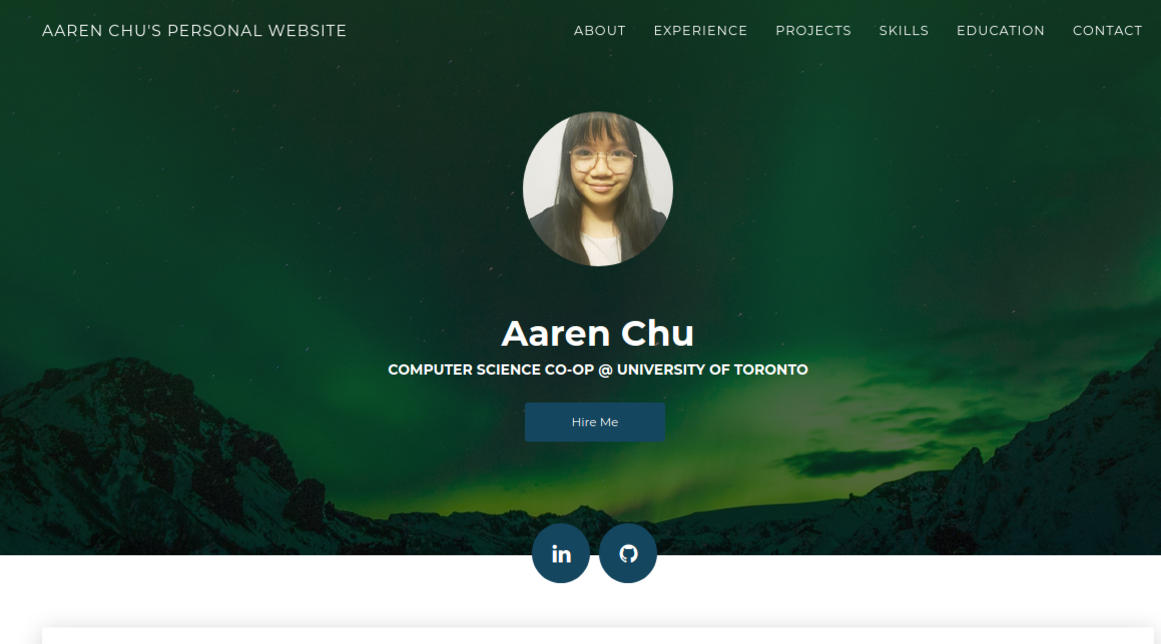 AAREN CHU'S PERSONAL WEBSITE
ABOUT EXPERIENCE PROJECTS SKILLS EDUCATION CONTACT
Aaren Chu
COMPUTER SCIENCE CO-OP @ UNIVERSITY OF TORONTO
Hire Me
in